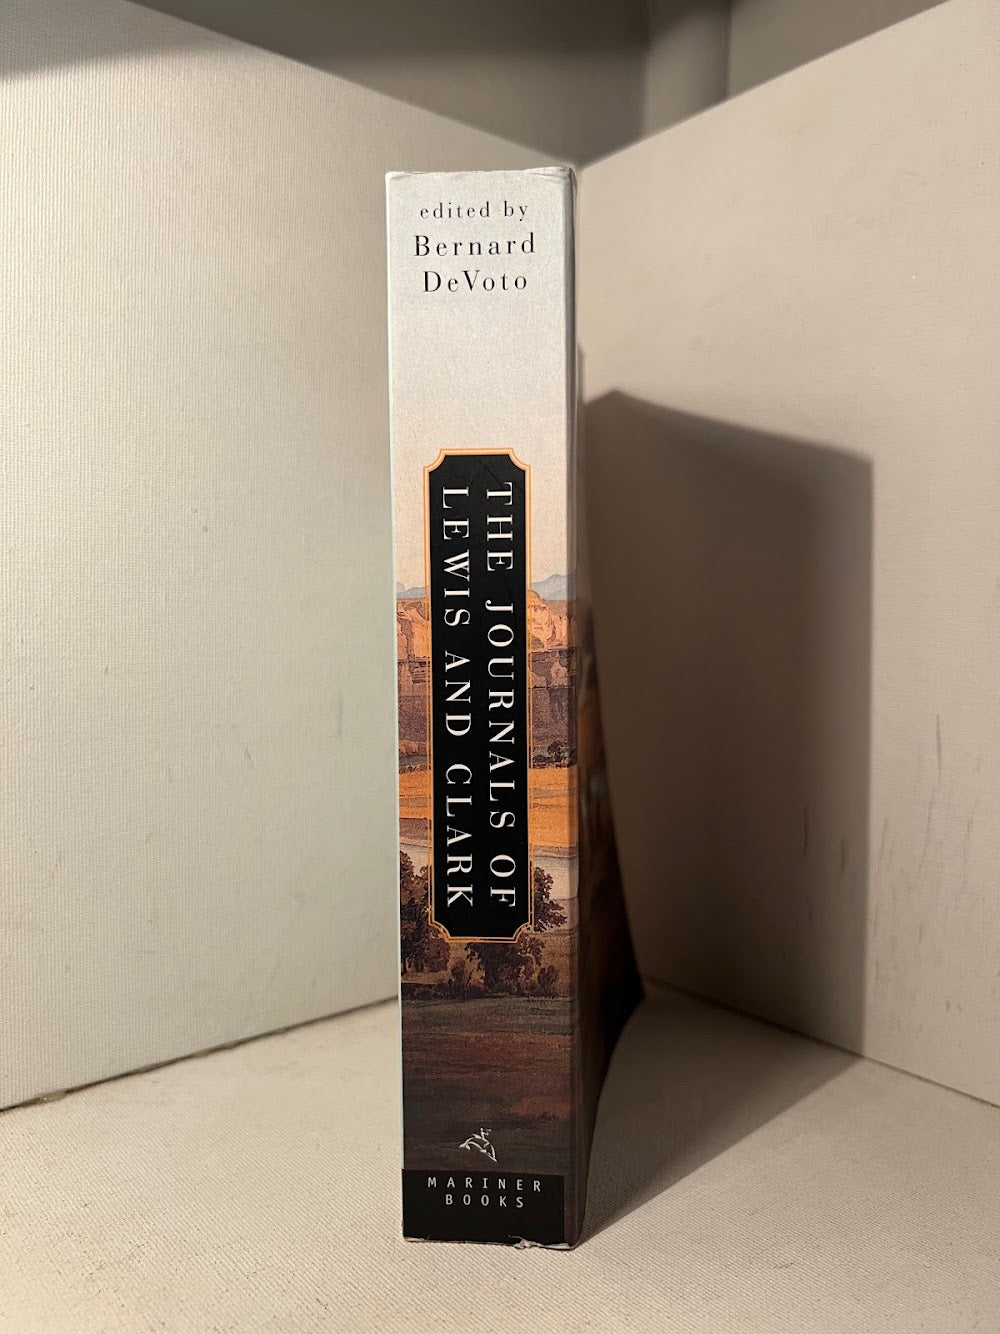 edited by
Bernard
DeVoto
THE JOURNALS OF
LEWIS AND CLARK
MARINER
BOOKS